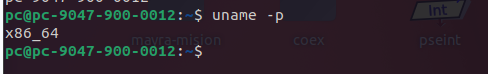 pc@pc-9047-900-0012:~$ uname -p
Int
x86_64
mayra-mision
coex
pseint
pc@pc-9047-900-0012:~$